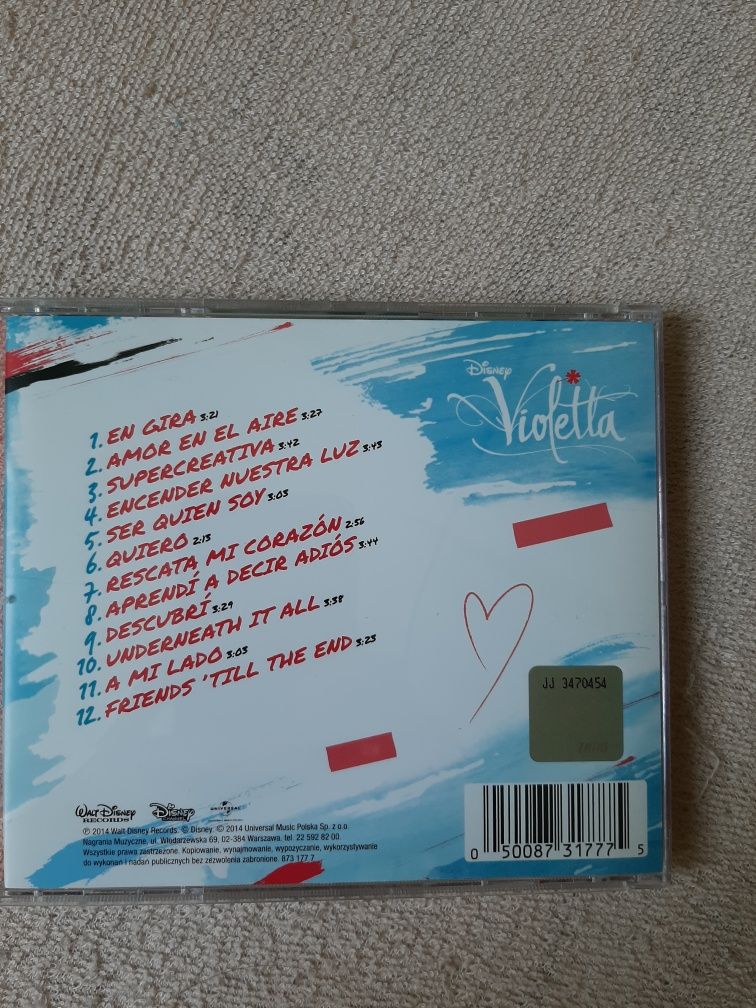 Disney
Violetta
1. EN GIRA 3:21
2. AMOR EN EL AIRE 3:27
3. SUPERCREATIVA 3:42
4. ENCENDER NUESTRA LUZ 3:43
5. SER QUIEN SOY 3:03
6. QUIERO 2:13
7. RESCATA MI CORAZÓN 2:56
8. APRENDÍ A DECIR ADIÓS 3:44
9. DESCUBRÍ 3:29
10. UNDERNEATH IT ALL 3:38
11. A MI LADO 3:03
12. FRIENDS 'TILL THE END 3:23
JJ 3470454
WALT DISNEY RECORDS
Disney
UNIVERSAL
℗ 2014 Walt Disney Records. © Disney. © 2014 Universal Music Polska Sp. z o.o.
Nagrania Muzyczne, ul. Włodarzewska 69, 02-384 Warszawa. tel. 22 592 82 00.
Wszystkie prawa zastrzeżone. Kopiowanie, wynajmowanie, wypożyczanie, wykorzystywanie
do wykonań i nadań publicznych bez zezwolenia zabronione. 873 177 7
0 50087 31777 5